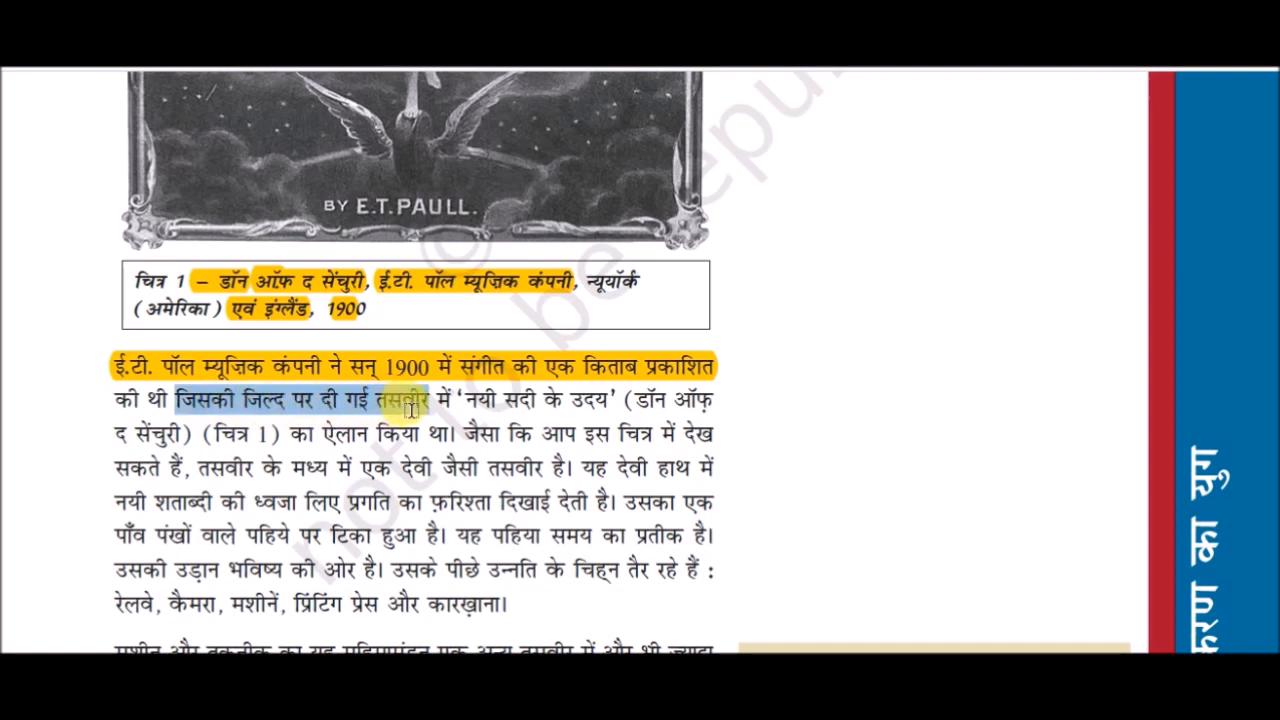 BY E.T.PAULL.
चित्र 1 – डॉन ऑफ़ द सेंचुरी, ई.टी. पॉल म्यूज़िक कंपनी, न्यूयॉर्क
(अमेरिका) एवं इंग्लैंड, 1900
ई.टी. पॉल म्यूज़िक कंपनी ने सन् 1900 में संगीत की एक किताब प्रकाशित
की थी जिसकी जिल्द पर दी गई तसवीर में ‘नयी सदी के उदय’ (डॉन ऑफ़
द सेंचुरी) (चित्र 1) का ऐलान किया था। जैसा कि आप इस चित्र में देख
सकते हैं, तसवीर के मध्य में एक देवी जैसी तसवीर है। यह देवी हाथ में
नयी शताब्दी की ध्वजा लिए प्रगति का फ़रिश्ता दिखाई देती है। उसका एक
पाँव पंखों वाले पहिये पर टिका हुआ है। यह पहिया समय का प्रतीक है।
उसकी उड़ान भविष्य की ओर है। उसके पीछे उन्नति के चिह्न तैर रहे हैं :
रेलवे, कैमरा, मशीनें, प्रिंटिंग प्रेस और कारख़ाना।
not to be
©
करण का युग